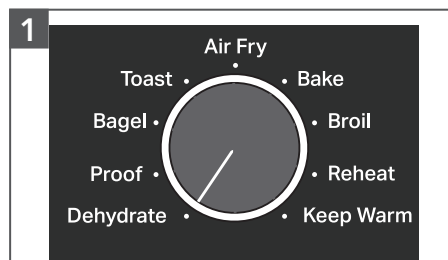 1
Air Fry
Toast Bake
Bagel Broil
Proof Reheat
Dehydrate Keep Warm